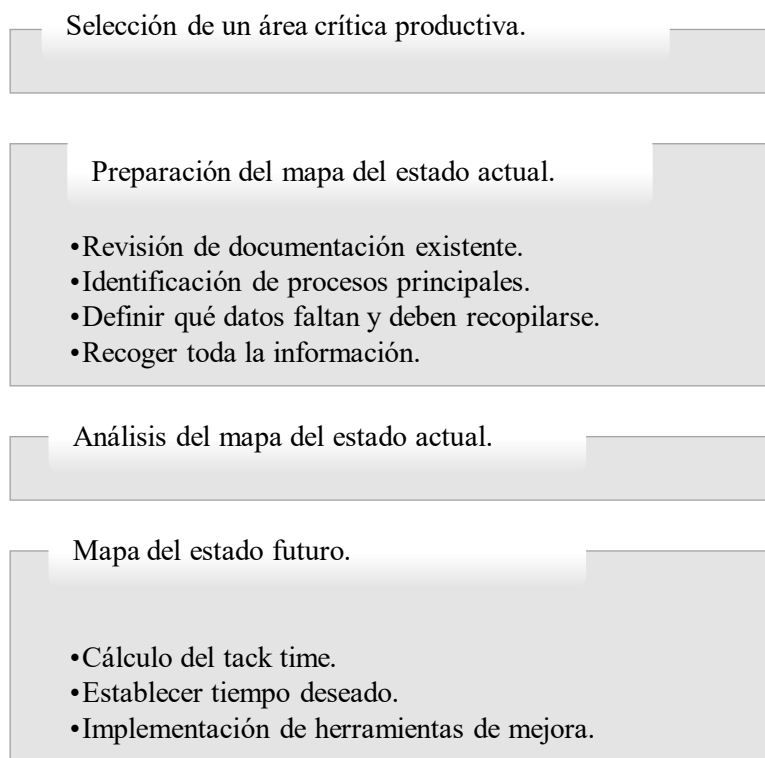 Selección de un área crítica productiva.
Preparación del mapa del estado actual.
•Revisión de documentación existente.
•Identificación de procesos principales.
•Definir qué datos faltan y deben recopilarse.
•Recoger toda la información.
Análisis del mapa del estado actual.
Mapa del estado futuro.
•Cálculo del tack time.
•Establecer tiempo deseado.
•Implementación de herramientas de mejora.